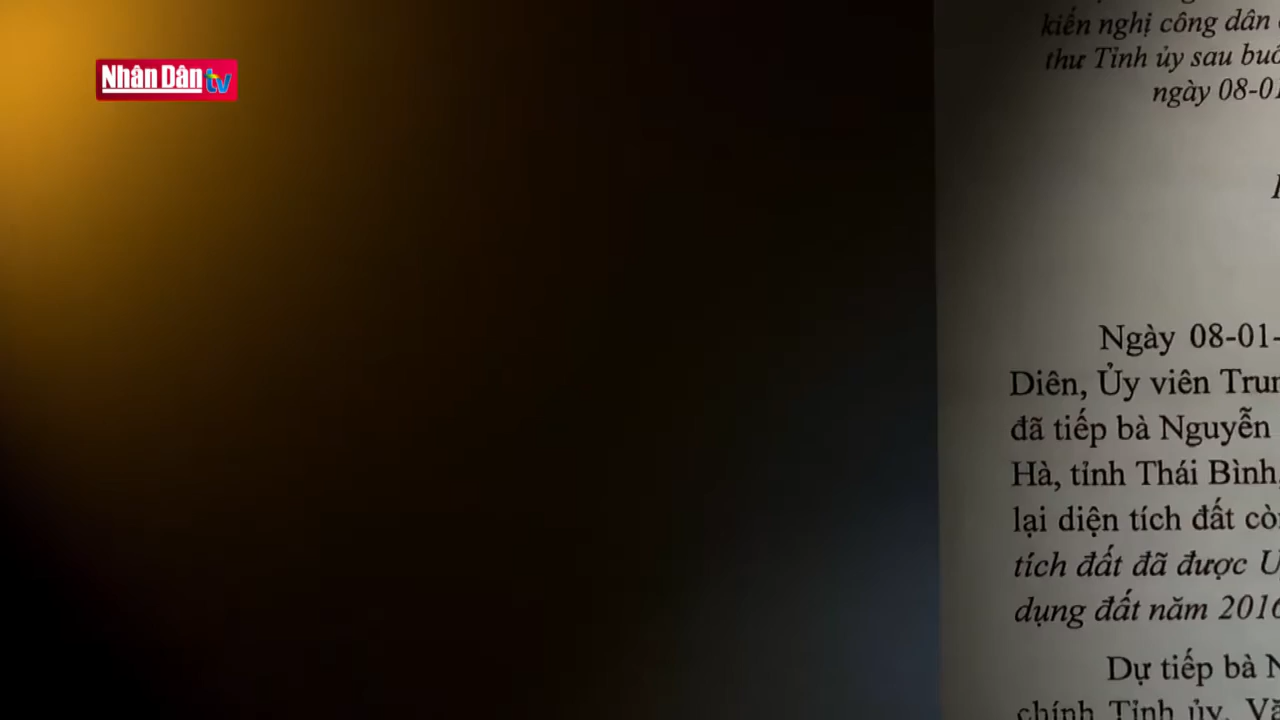 Nhân Dân tv
kiến nghị công dân
thư Tỉnh ủy sau buổ
ngày 08-01
Ngày 08-01-
Diên, Ủy viên Trun
đã tiếp bà Nguyễn
Hà, tỉnh Thái Bình,
lại diện tích đất cò
tích đất đã được U
dụng đất năm 2016
Dự tiếp bà N
chính Tỉnh ủy, Vă